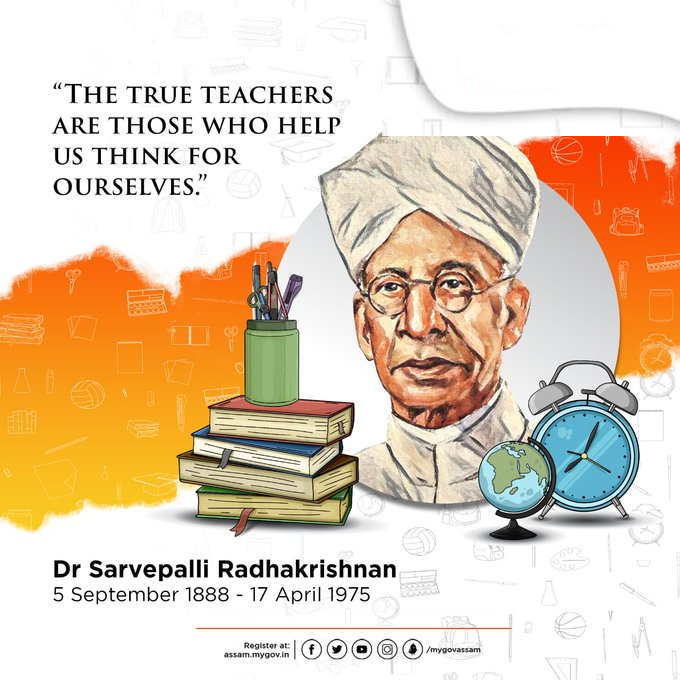 “THE TRUE TEACHERS
ARE THOSE WHO HELP
US THINK FOR
OURSELVES.”
Dr Sarvepalli Radhakrishnan
5 September 1888 - 17 April 1975
Register at:
assam.mygov.in
/mygovassam